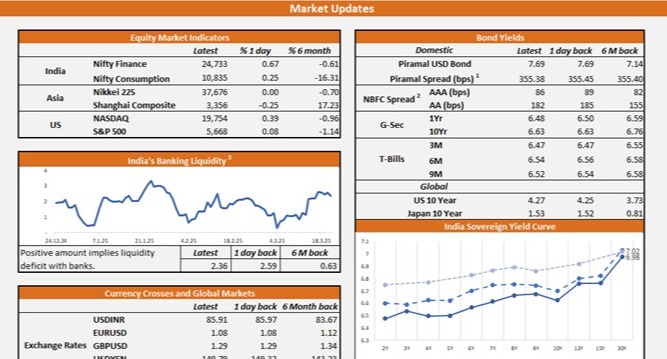 Market Updates
Equity Market Indicators
Latest % 1 day % 6 month
India
Nifty Finance 24,733 0.67 -0.61
Nifty Consumption 10,835 0.25 -16.31
Asia
Nikkei 225 37,676 0.00 -0.70
Shanghai Composite 3,356 -0.25 17.23
US
NASDAQ 19,754 0.39 -0.96
S&P 500 5,668 0.08 -1.14
India's Banking Liquidity 3
4
3
2
1
24.12.24 7.1.25 21.1.25 4.2.25 18.2.25 4.3.25 18.3.25
Positive amount implies liquidity deficit with banks.
Latest 1 day back 6 M back
2.36 2.59 0.63
Currency Crosses and Global Markets
Latest 1 day back 6 Month back
Exchange Rates
USDINR 85.91 85.97 83.67
EURUSD 1.08 1.08 1.12
GBPUSD 1.29 1.29 1.34
USDYEN 149.79 149.32 143.23
Bond Yields
Domestic Latest 1 day back 6 M back
Piramal USD Bond 7.69 7.69 7.14
Piramal Spread (bps) 1 355.38 355.45 355.40
NBFC Spread 2
AAA (bps) 86 89 82
AA (bps) 182 185 155
G-Sec
1Yr 6.48 6.50 6.59
10Yr 6.63 6.63 6.76
T-Bills
3M 6.47 6.47 6.55
6M 6.54 6.56 6.58
9M 6.52 6.54 6.58
Global
US 10 Year 4.27 4.25 3.73
Japan 10 Year 1.53 1.52 0.81
India Sovereign Yield Curve
7.1
7
6.9
6.8
6.7
6.6
6.5
6.4
6.3
7.02
6.98
2Y 3Y 4Y 5Y 6Y 7Y 8Y 9Y 10Y 12Y 15Y 30Y